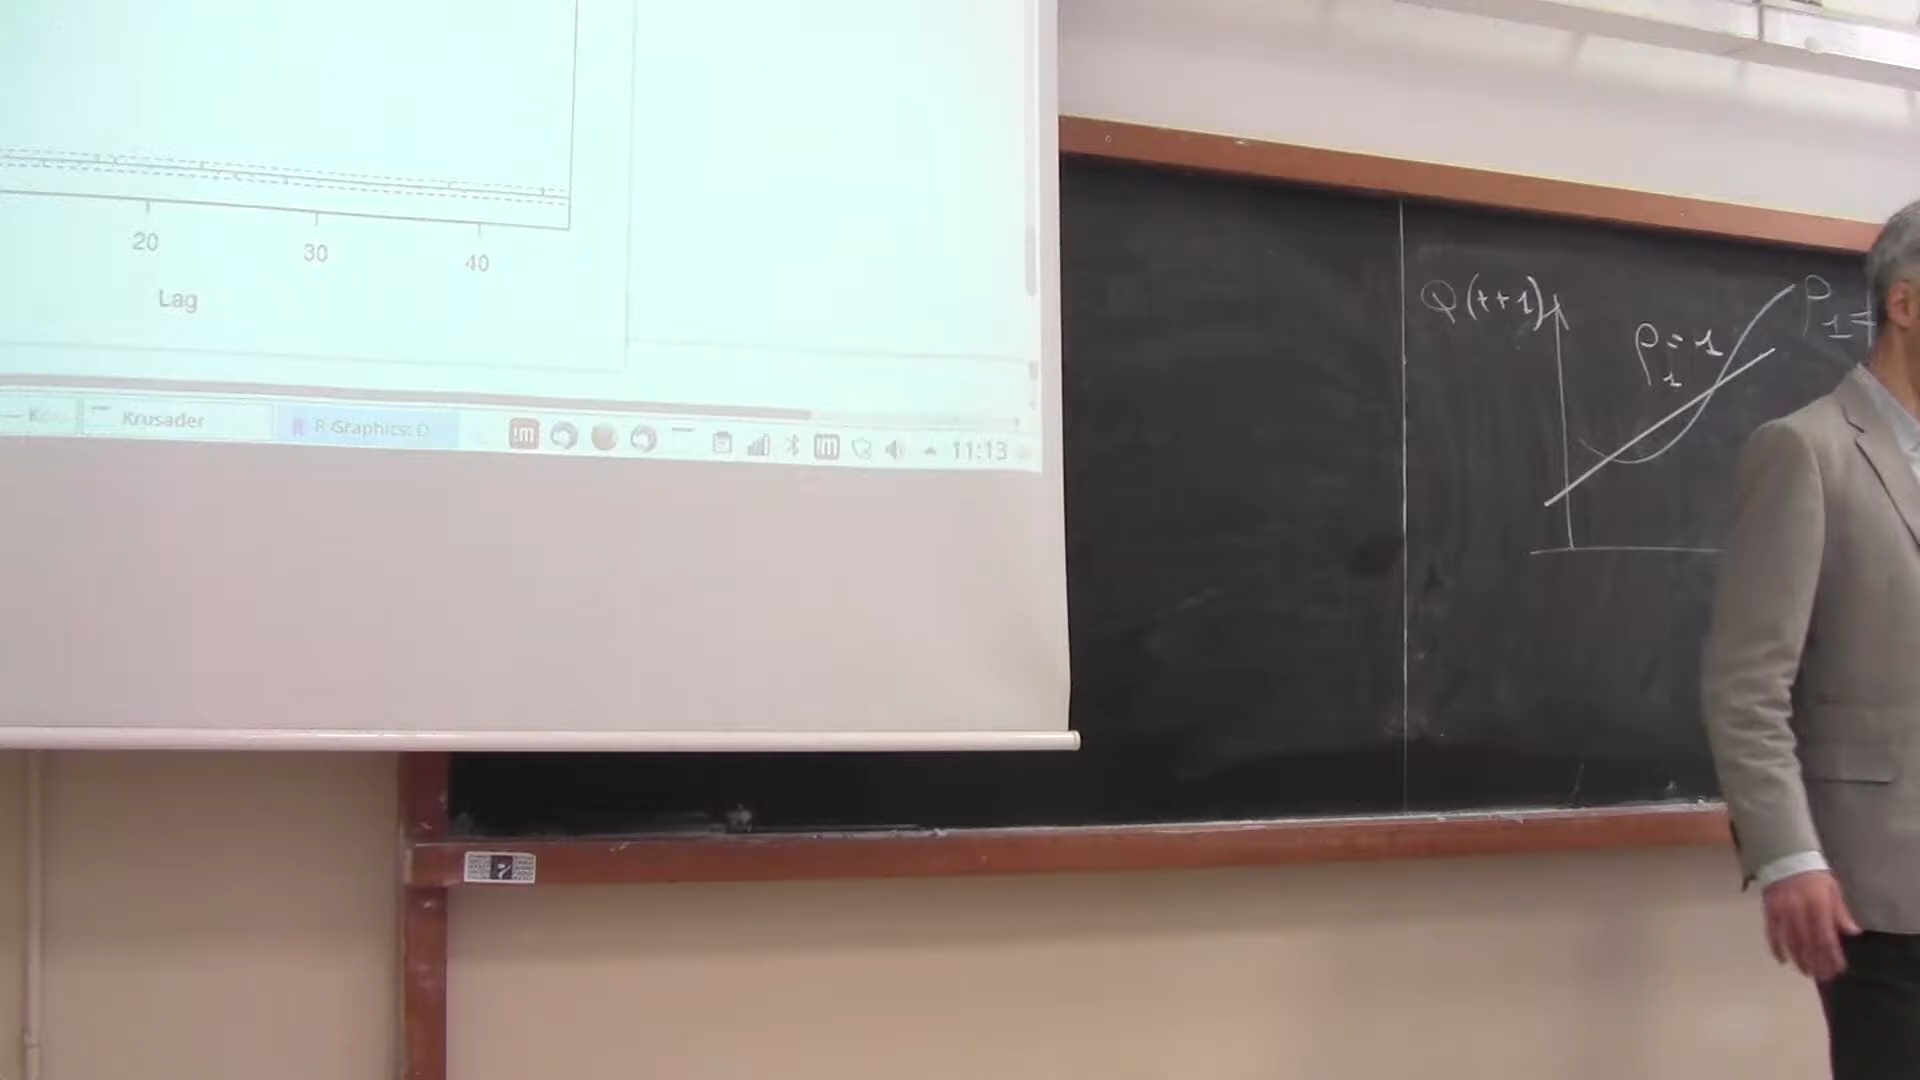 20 30 40
Lag
Krusader
R Graphics: D
11:13
Q(t+1)
ρ₁=1
ρ₁=